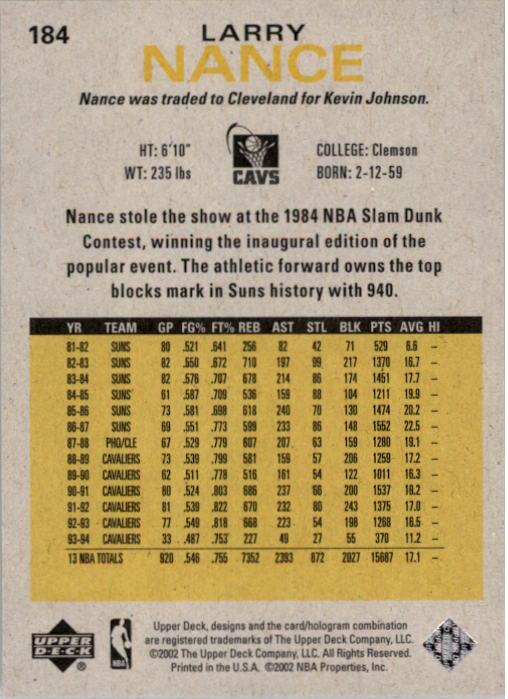 184
LARRY
NANCE
Nance was traded to Cleveland for Kevin Johnson.
HT: 6'10"
WT: 235 lbs
CAVS
COLLEGE: Clemson
BORN: 2-12-59
Nance stole the show at the 1984 NBA Slam Dunk
Contest, winning the inaugural edition of the
popular event. The athletic forward owns the top
blocks mark in Suns history with 940.
YR TEAM GP FG% FT% REB AST STL BLK PTS AVG HI
81-82 SUNS 80 .521 .641 256 82 42 71 529 6.6 –
82-83 SUNS 82 .550 .672 710 197 99 217 1370 16.7 –
83-84 SUNS 82 .576 .707 678 214 86 174 1451 17.7 –
84-85 SUNS 61 .587 .709 536 159 88 104 1211 19.9 –
85-86 SUNS 73 .581 .698 618 240 70 130 1474 20.2 –
86-87 SUNS 69 .551 .773 599 233 86 148 1552 22.5 –
87-88 PHO/CLE 67 .529 .779 607 207 63 159 1280 19.1 –
88-89 CAVALIERS 73 .539 .799 581 159 57 206 1259 17.2 –
89-90 CAVALIERS 62 .511 .778 516 161 54 122 1011 16.3 –
90-91 CAVALIERS 80 .524 .803 686 237 66 200 1537 19.2 –
91-92 CAVALIERS 81 .539 .822 670 232 80 243 1375 17.0 –
92-93 CAVALIERS 77 .549 .818 668 223 54 198 1268 16.5 –
93-94 CAVALIERS 33 .487 .753 227 49 27 55 370 11.2 –
13 NBA TOTALS 920 .546 .755 7352 2393 872 2027 15687 17.1 –
UPPER
DECK
®
NBA
Upper Deck, designs and the card/hologram combination
are registered trademarks of The Upper Deck Company, LLC.
©2002 The Upper Deck Company, LLC. All Rights Reserved.
Printed in the U.S.A. ©2002 NBA Properties, Inc.